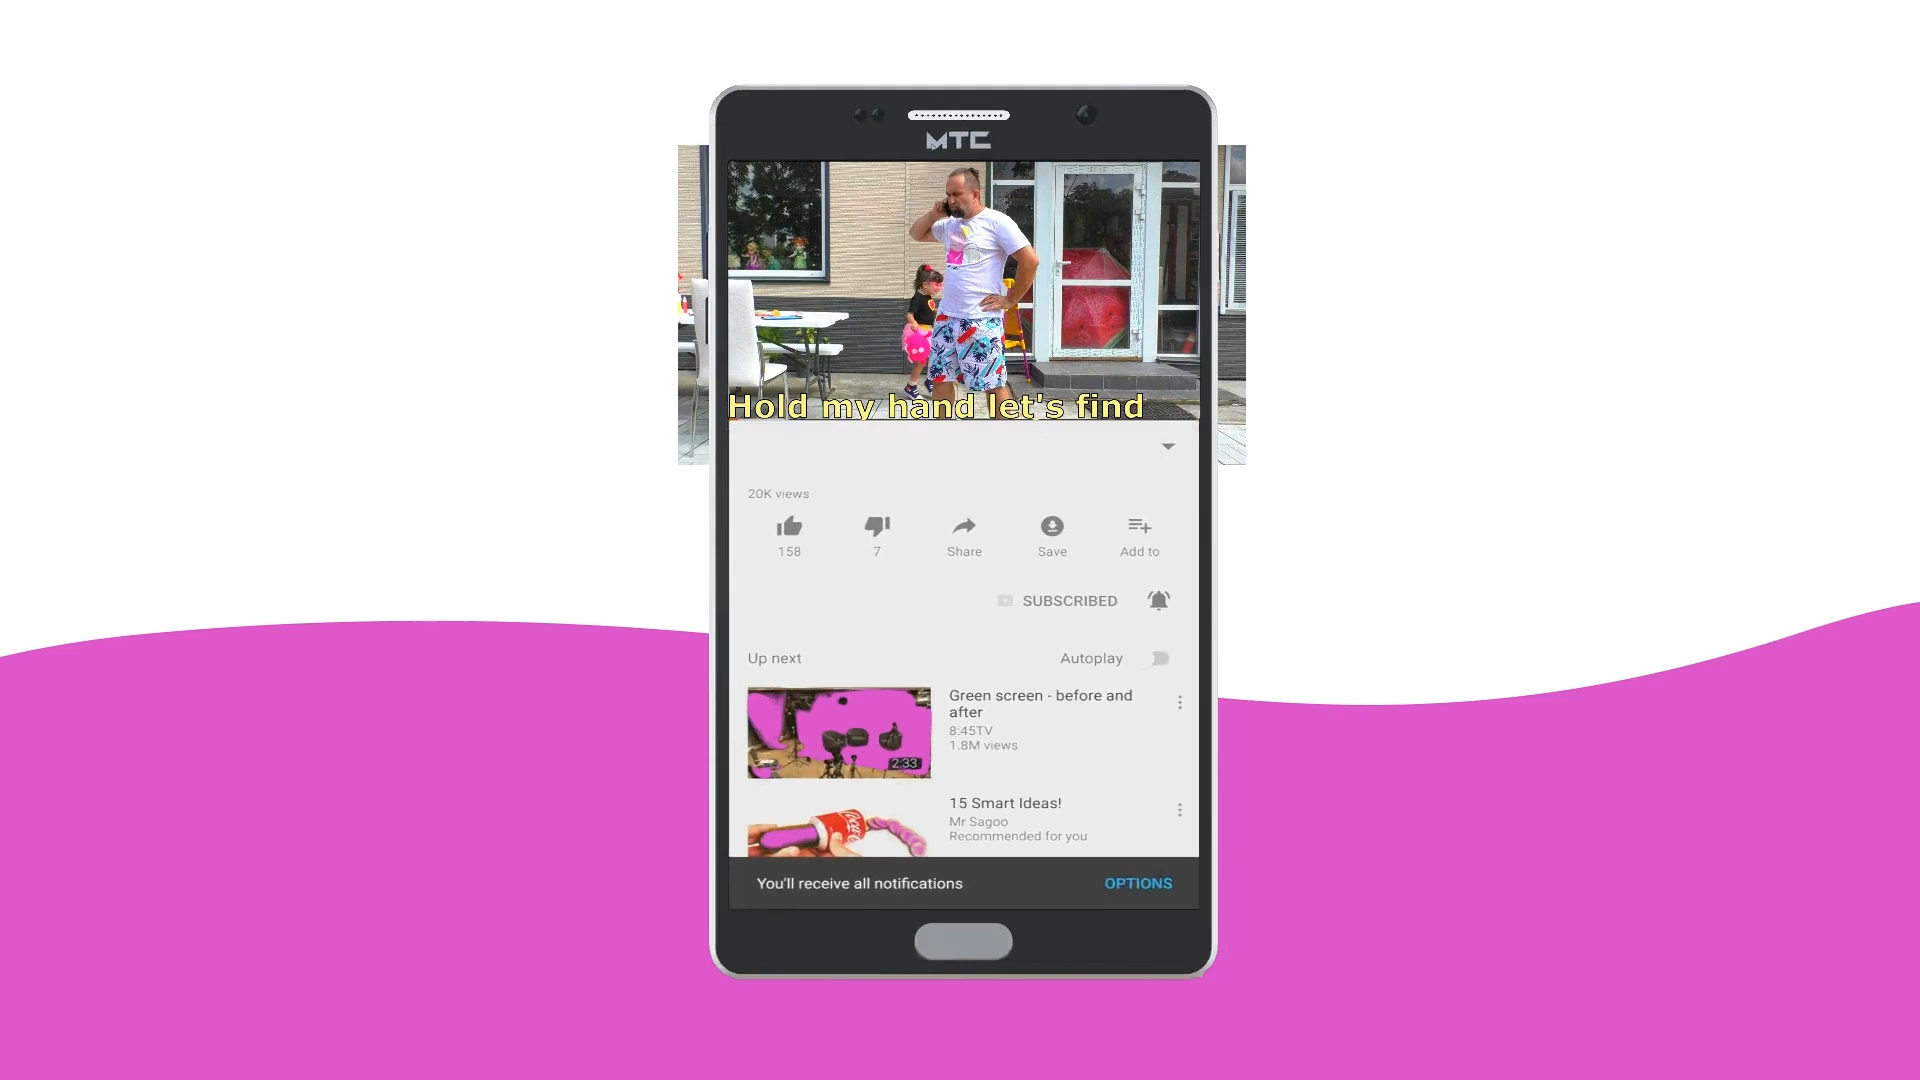 MTC
Hold my hand let's find
20K views
158
7
Share
Save
Add to
SUBSCRIBED
Up next
Autoplay
Green screen - before and
after
8:45TV
1.8M views
2:33
15 Smart Ideas!
Mr Sagoo
Recommended for you
You'll receive all notifications
OPTIONS